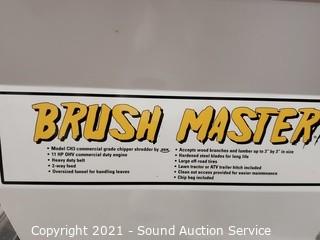 BRUSH MASTER
• Model CH3 commercial grade chipper shredder by
• 11 HP OHV commercial duty engine
• Heavy duty belt
• 2-way feed
• Oversized funnel for handling leaves
• Accepts wood branches and lumber up to 3" by 3" in size
• Hardened steel blades for long life
• Large off-road tires
• Lawn tractor or ATV trailer hitch included
• Clean out access provided for easier maintenance
• Chip bag included
Copyright 2021 - Sound Auction Service